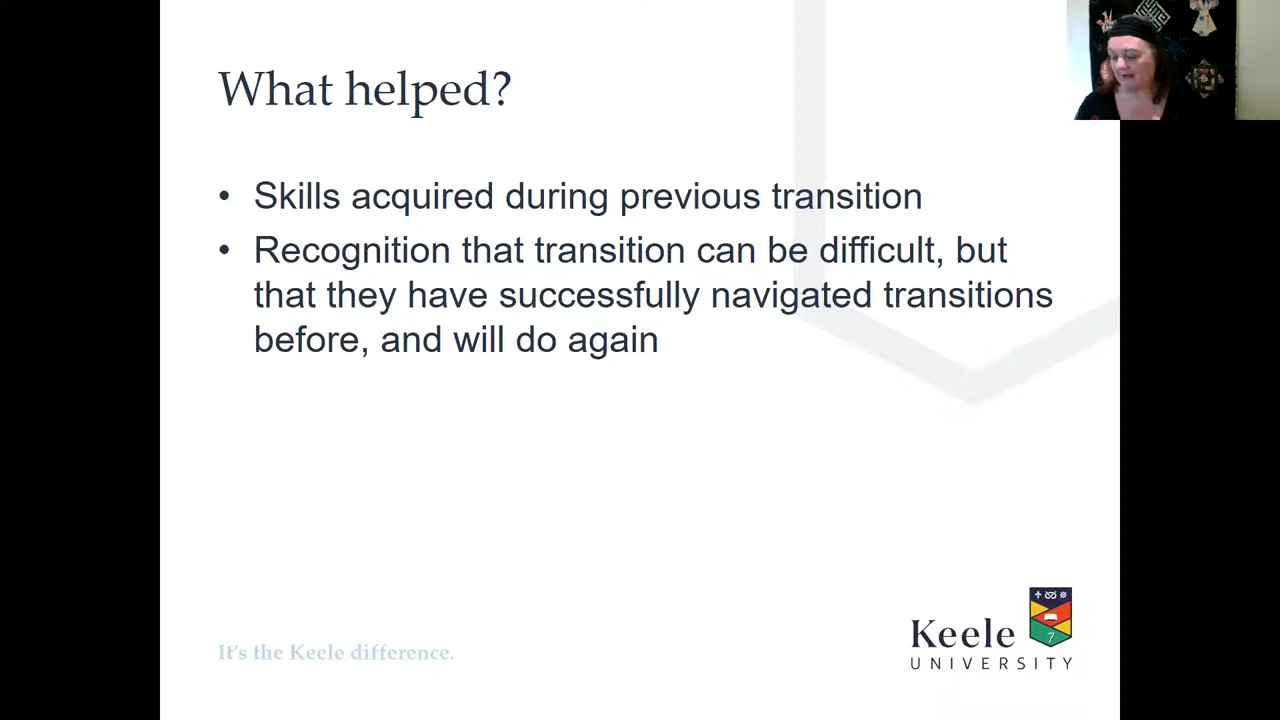 What helped?
• Skills acquired during previous transition
• Recognition that transition can be difficult, but
that they have successfully navigated transitions
before, and will do again
It's the Keele difference.
Keele
UNIVERSITY